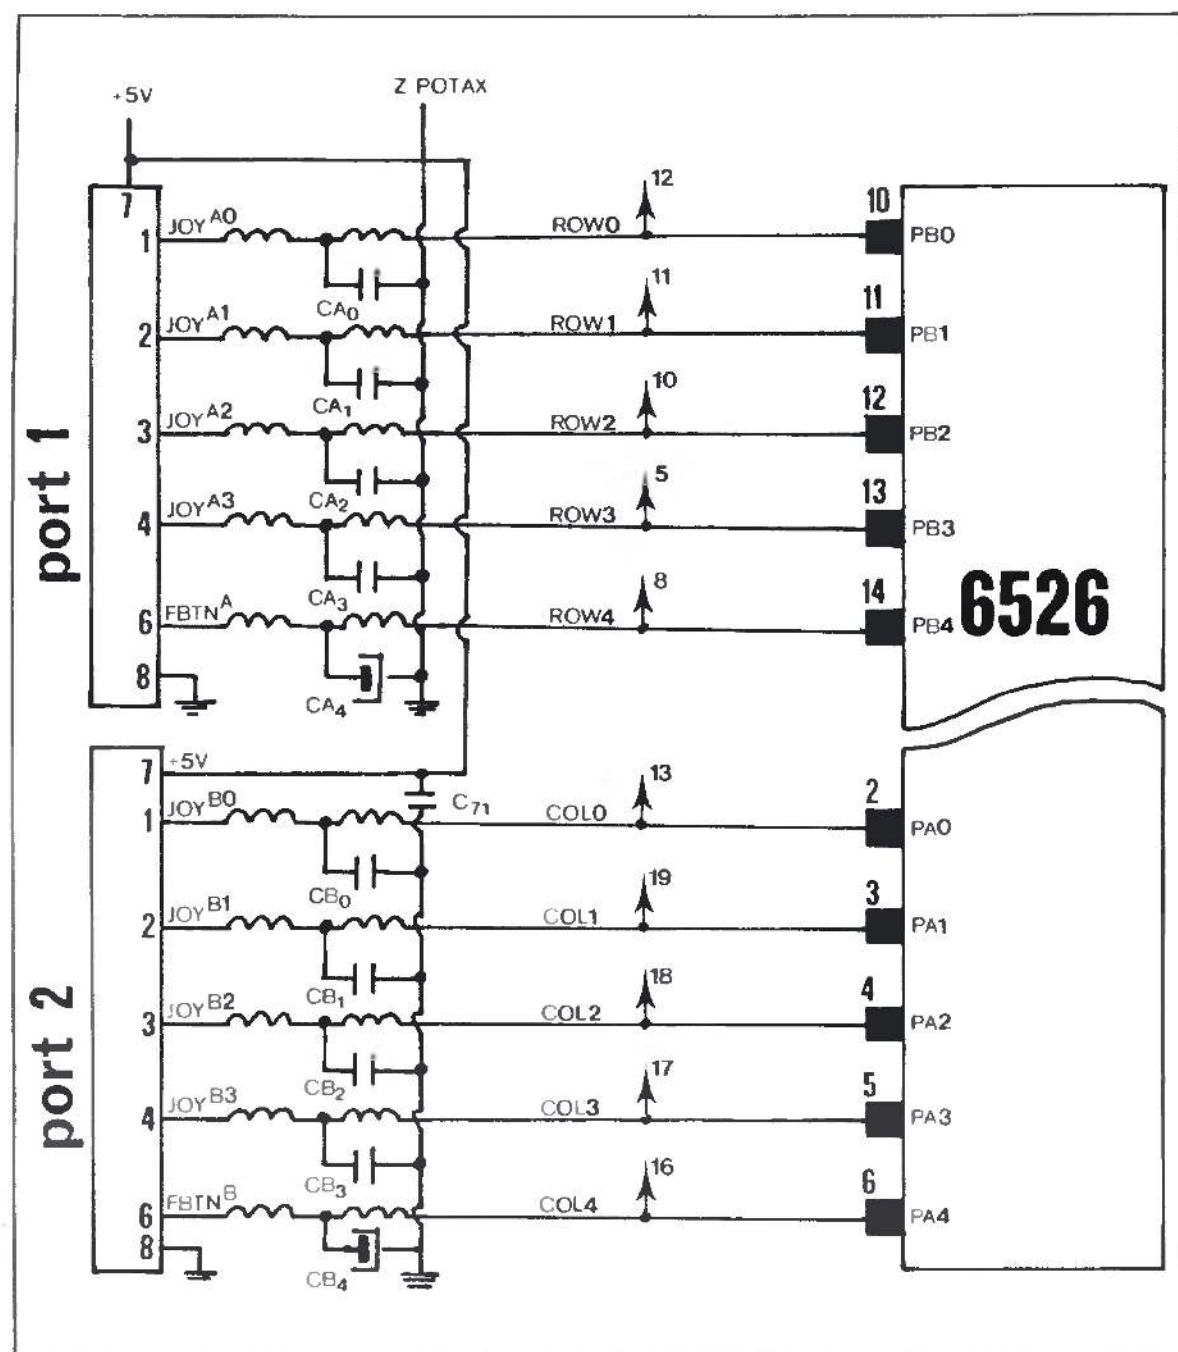 +5V
Z POTAX
port 1
7
1 JOY A0
CA0
ROW0
12
10
PB0
2 JOY A1
CA1
ROW1
11
11
PB1
3 JOY A2
CA2
ROW2
10
12
PB2
4 JOY A3
CA3
ROW3
5
13
PB3
6 FBTN A
CA4
ROW4
8
14
PB4
8
6526
port 2
7 +5V
C71
1 JOY B0
CB0
COL0
13
2
PA0
2 JOY B1
CB1
COL1
19
3
PA1
3 JOY B2
CB2
COL2
18
4
PA2
4 JOY B3
CB3
COL3
17
5
PA3
6 FBTN B
CB4
COL4
16
6
PA4
8